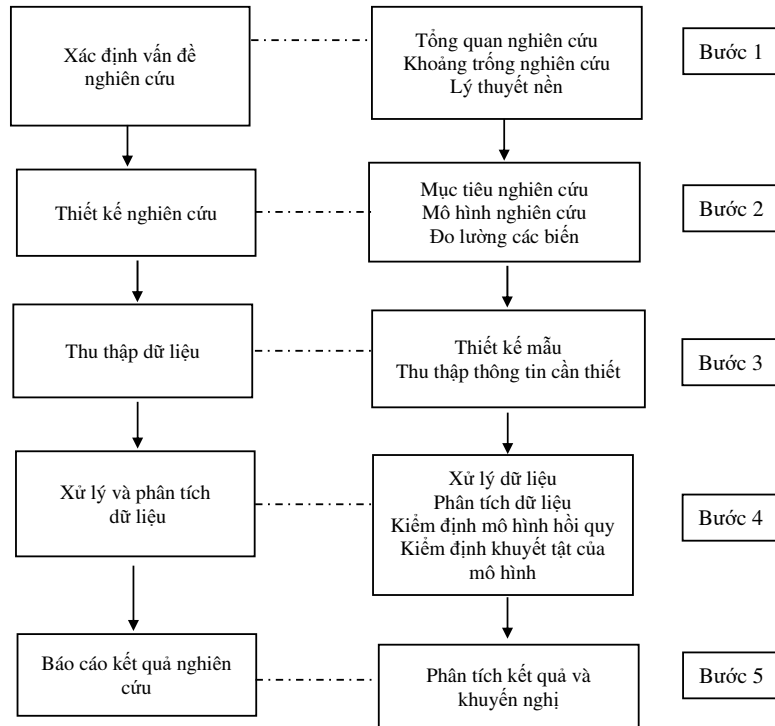 Xác định vấn đề
nghiên cứu
Tổng quan nghiên cứu
Khoảng trống nghiên cứu
Lý thuyết nền
Bước 1
Thiết kế nghiên cứu
Mục tiêu nghiên cứu
Mô hình nghiên cứu
Đo lường các biến
Bước 2
Thu thập dữ liệu
Thiết kế mẫu
Thu thập thông tin cần thiết
Bước 3
Xử lý và phân tích
dữ liệu
Xử lý dữ liệu
Phân tích dữ liệu
Kiểm định mô hình hồi quy
Kiểm định khuyết tật của
mô hình
Bước 4
Báo cáo kết quả nghiên
cứu
Phân tích kết quả và
khuyến nghị
Bước 5